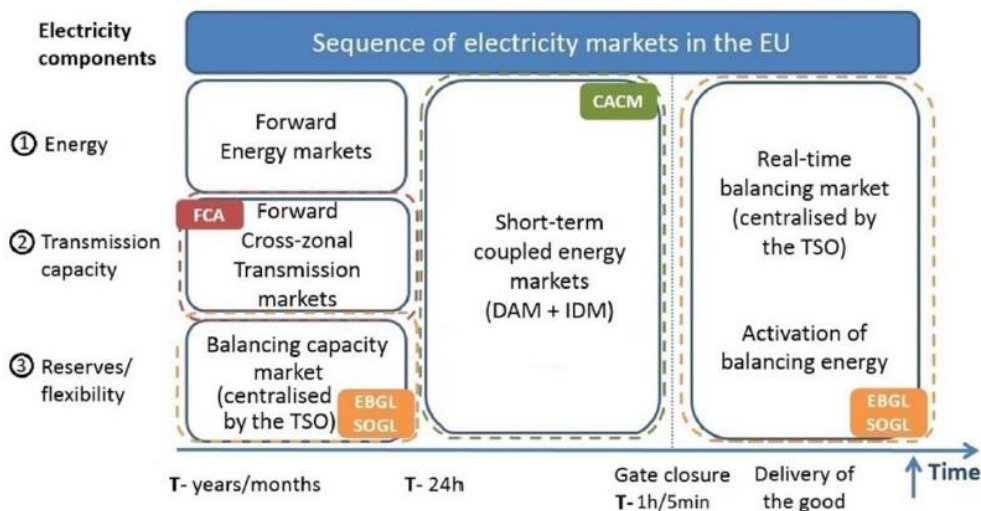 Electricity
components
Sequence of electricity markets in the EU
① Energy
Forward
Energy markets
② Transmission
capacity
FCA
Forward
Cross-zonal
Transmission
markets
③ Reserves/
flexibility
Balancing capacity
market
(centralised
by the TSO)
EBGL
SOGL
CACM
Short-term
coupled energy
markets
(DAM + IDM)
Real-time
balancing market
(centralised by
the TSO)
Activation of
balancing energy
EBGL
SOGL
Time
T- years/months
T- 24h
Gate closure
T- 1h/5min
Delivery of
the good